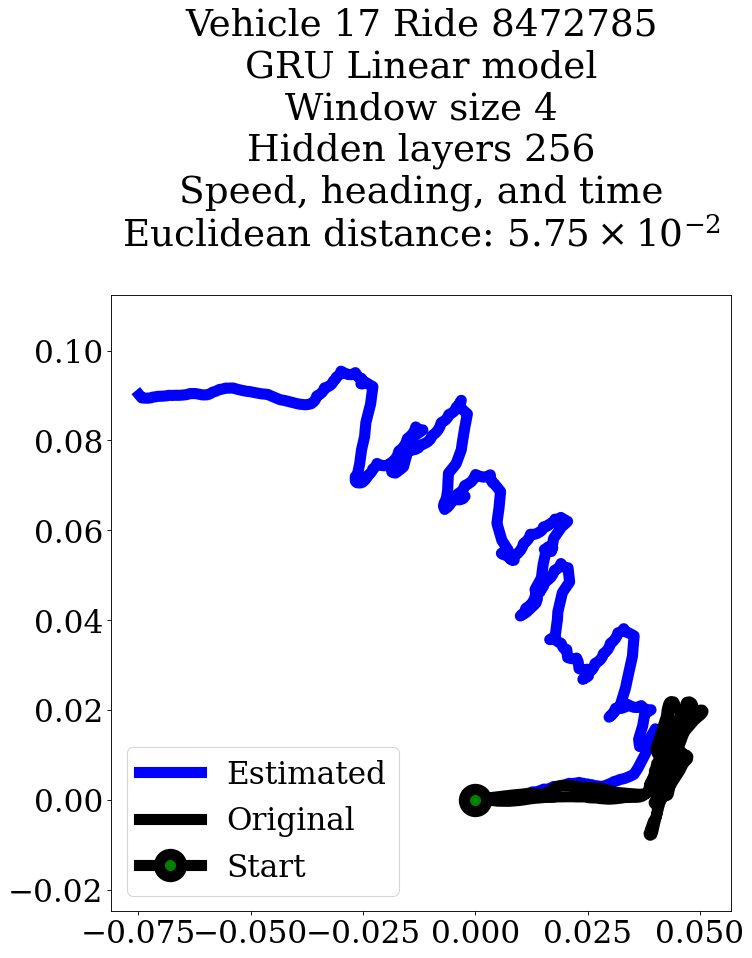 Vehicle 17 Ride 8472785
GRU Linear model
Window size 4
Hidden layers 256
Speed, heading, and time
Euclidean distance: 5.75 × 10⁻²
0.10
0.08
0.06
0.04
0.02
0.00
−0.02
Estimated
Original
Start
−0.075 −0.050 −0.025 0.000 0.025 0.050